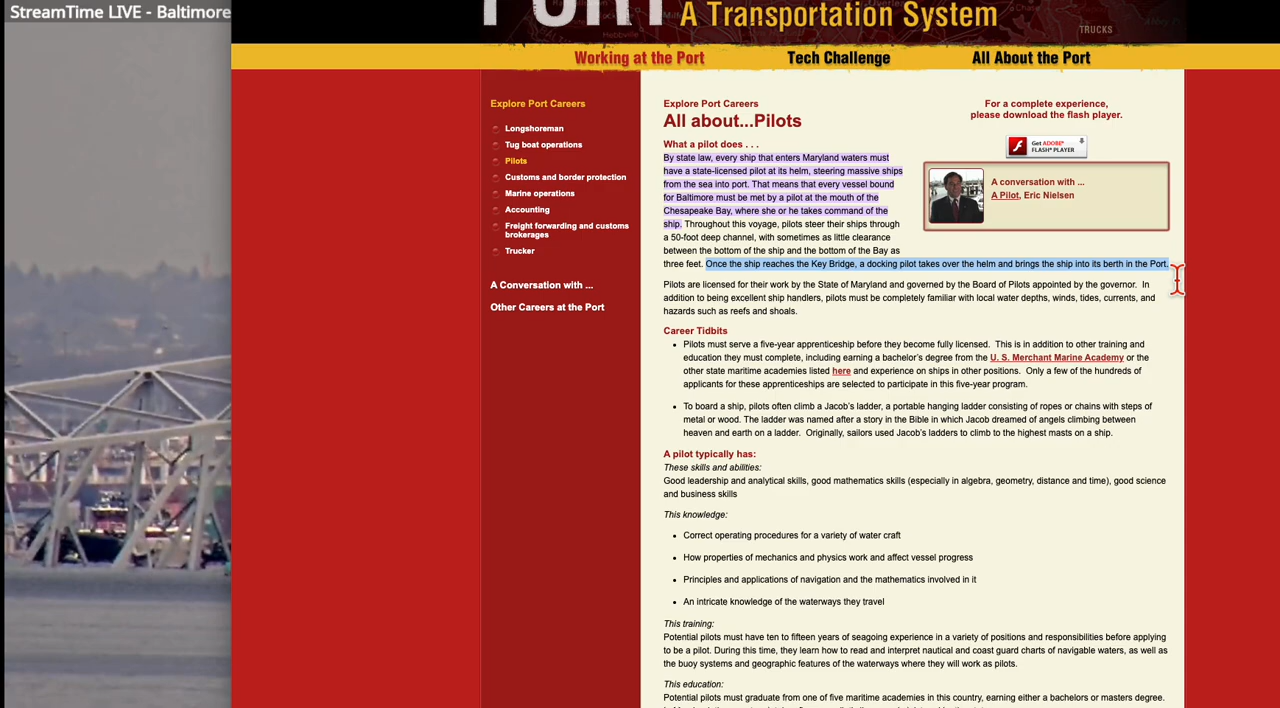 StreamTime LIVE - Baltimore
PORT
A Transportation System
TRUCKS
Working at the Port
Tech Challenge
All About the Port
Explore Port Careers
Longshoreman
Tug boat operations
Pilots
Customs and border protection
Marine operations
Accounting
Freight forwarding and customs
brokerages
Trucker
A Conversation with ...
Other Careers at the Port
Explore Port Careers
All about...Pilots
What a pilot does . . .
By state law, every ship that enters Maryland waters must
have a state-licensed pilot at its helm, steering massive ships
from the sea into port. That means that every vessel bound
for Baltimore must be met by a pilot at the mouth of the
Chesapeake Bay, where she or he takes command of the
ship. Throughout this voyage, pilots steer their ships through
a 50-foot deep channel, with sometimes as little clearance
between the bottom of the ship and the bottom of the Bay as
three feet. Once the ship reaches the Key Bridge, a docking pilot takes over the helm and brings the ship into its berth in the Port.
For a complete experience,
please download the flash player.
Get ADOBE®
FLASH® PLAYER
A conversation with ...
A Pilot, Eric Nielsen
Pilots are licensed for their work by the State of Maryland and governed by the Board of Pilots appointed by the governor. In
addition to being excellent ship handlers, pilots must be completely familiar with local water depths, winds, tides, currents, and
hazards such as reefs and shoals.
Career Tidbits
Pilots must serve a five-year apprenticeship before they become fully licensed. This is in addition to other training and
education they must complete, including earning a bachelor's degree from the U. S. Merchant Marine Academy or the
other state maritime academies listed here and experience on ships in other positions. Only a few of the hundreds of
applicants for these apprenticeships are selected to participate in this five-year program.
To board a ship, pilots often climb a Jacob's ladder, a portable hanging ladder consisting of ropes or chains with steps of
metal or wood. The ladder was named after a story in the Bible in which Jacob dreamed of angels climbing between
heaven and earth on a ladder. Originally, sailors used Jacob's ladders to climb to the highest masts on a ship.
A pilot typically has:
These skills and abilities:
Good leadership and analytical skills, good mathematics skills (especially in algebra, geometry, distance and time), good science
and business skills
This knowledge:
Correct operating procedures for a variety of water craft
How properties of mechanics and physics work and affect vessel progress
Principles and applications of navigation and the mathematics involved in it
An intricate knowledge of the waterways they travel
This training:
Potential pilots must have ten to fifteen years of seagoing experience in a variety of positions and responsibilities before applying
to be a pilot. During this time, they learn how to read and interpret nautical and coast guard charts of navigable waters, as well as
the buoy systems and geographic features of the waterways where they will work as pilots.
This education:
Potential pilots must graduate from one of five maritime academies in this country, earning either a bachelors or masters degree.